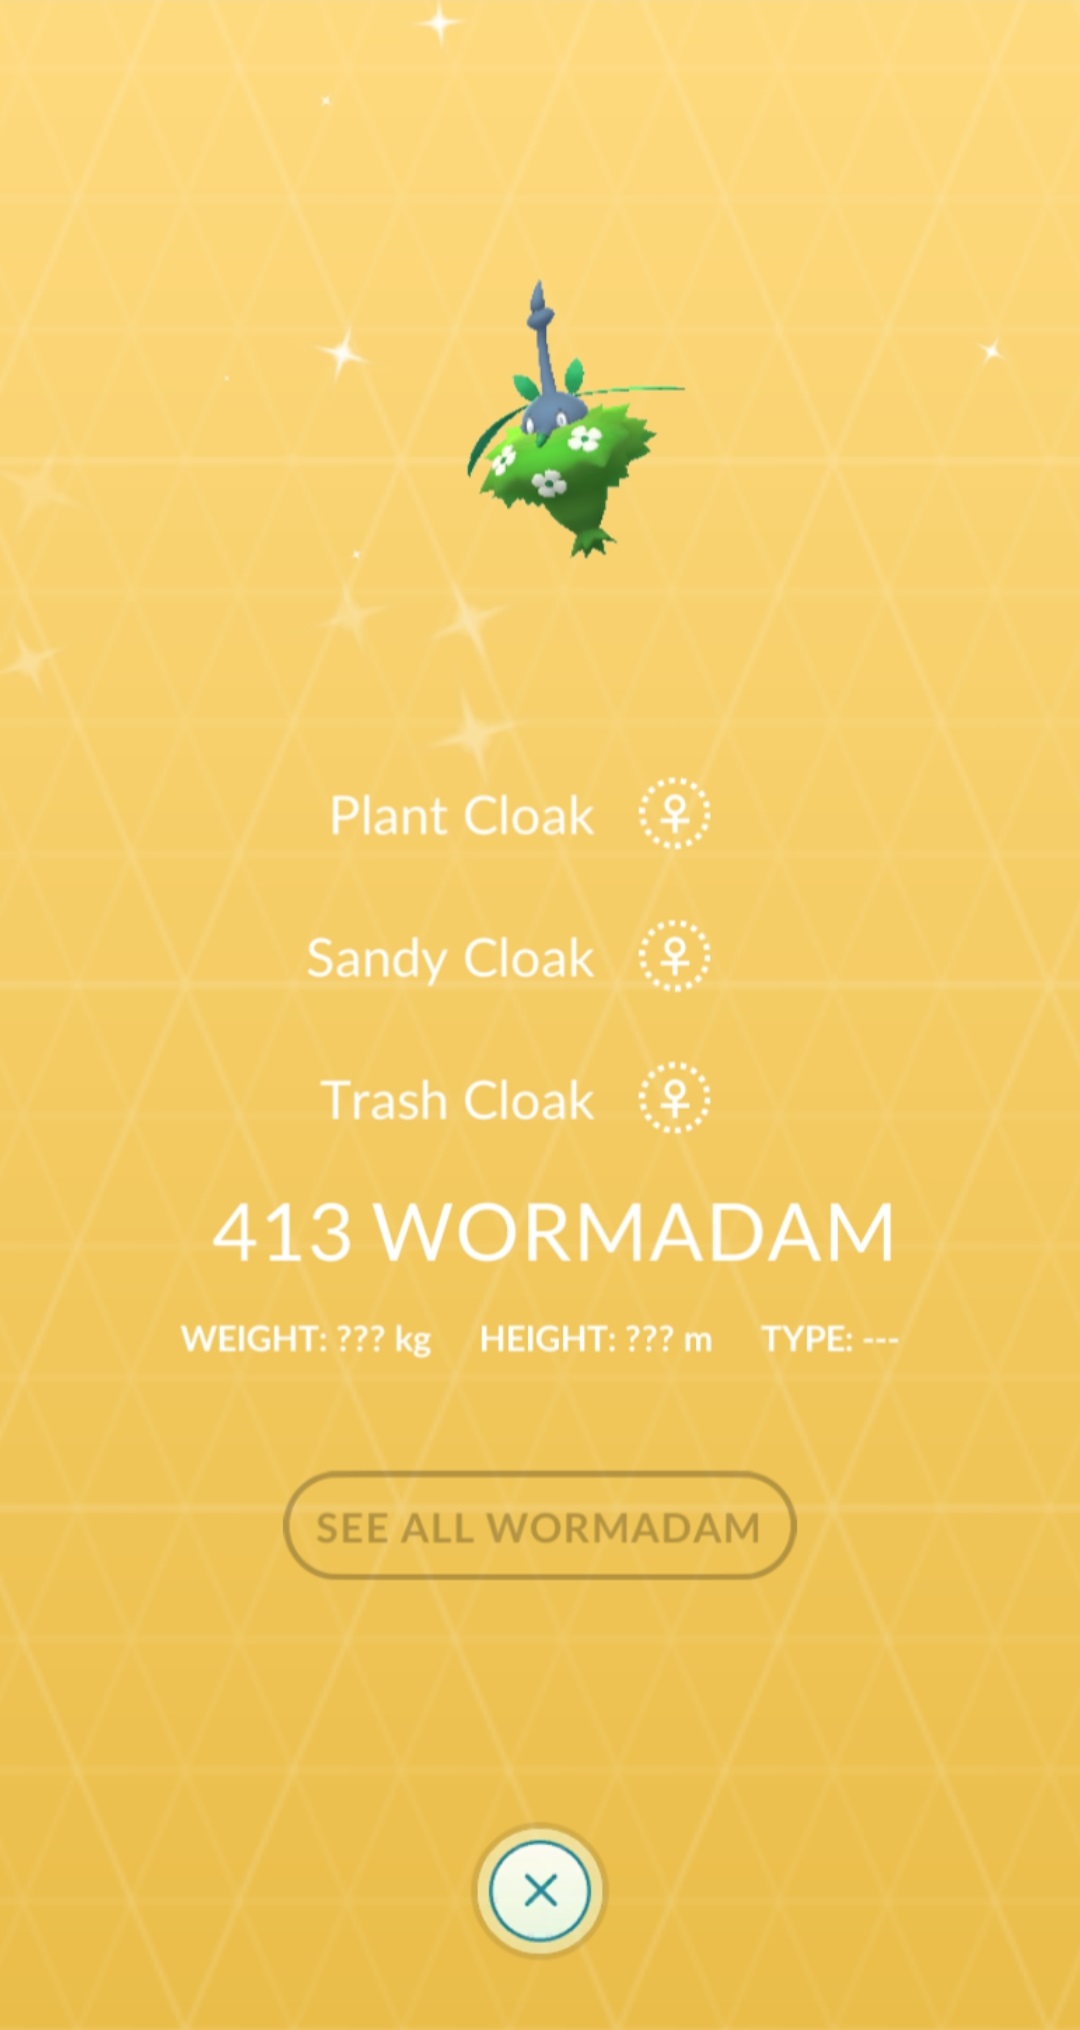 Plant Cloak ♀
Sandy Cloak ♀
Trash Cloak ♀
413 WORMADAM
WEIGHT: ??? kg HEIGHT: ??? m TYPE: ---
SEE ALL WORMADAM